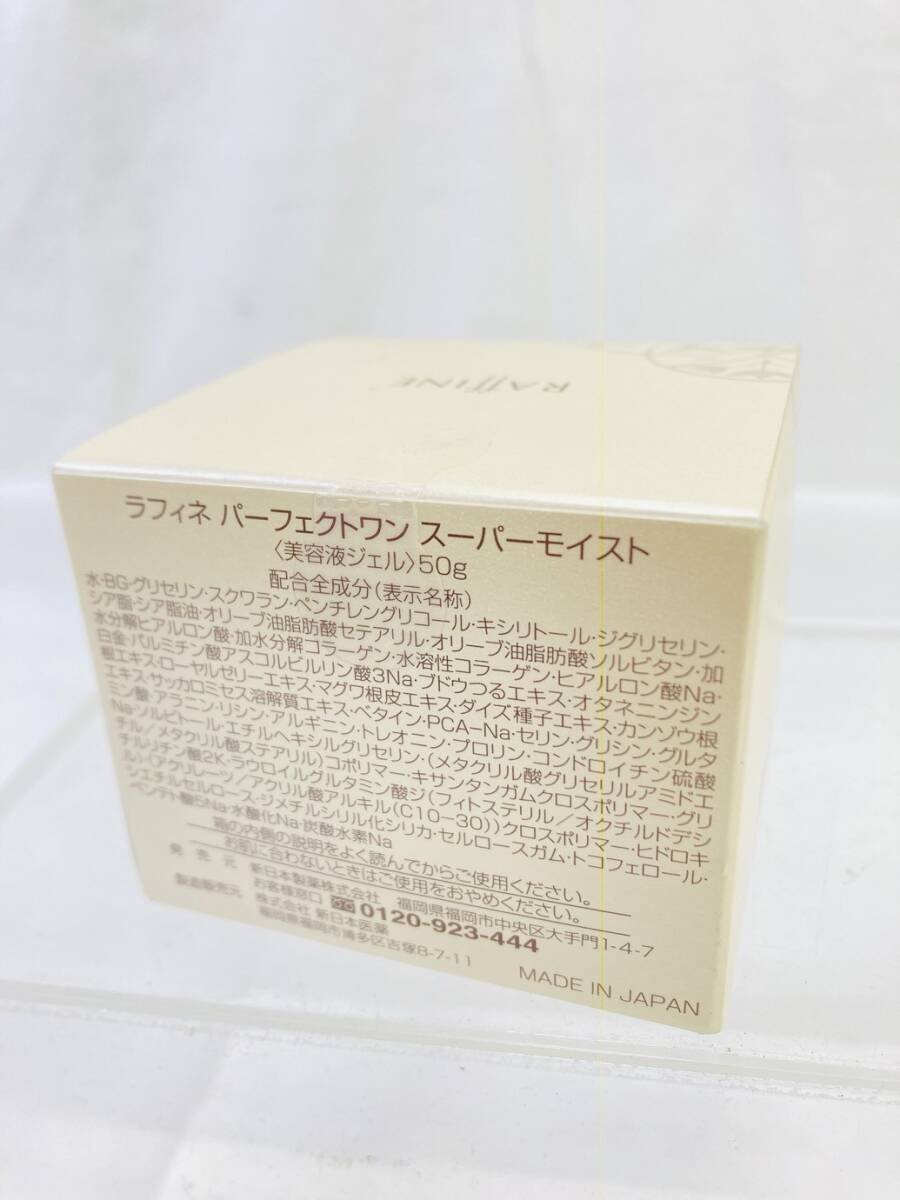 RAffINE
ラフィネ パーフェクトワン スーパーモイスト
〈美容液ジェル〉50g
配合全成分(表示名称)
水・BG・グリセリン・スクワラン・ペンチレングリコール・キシリトール・ジグリセリン・
シア脂・シア脂油・オリーブ油脂肪酸セテアリル・オリーブ油脂肪酸ソルビタン・加
水分解ヒアルロン酸・加水分解コラーゲン・水溶性コラーゲン・ヒアルロン酸Na・
白金・パルミチン酸アスコルビルリン酸3Na・ブドウつるエキス・オタネニンジン
根エキス・ローヤルゼリーエキス・マグワ根皮エキス・ダイズ種子エキス・カンゾウ根
エキス・サッカロミセス溶解質エキス・ベタイン・PCA-Na・セリン・グリシン・グルタ
ミン酸・アラニン・リシン・アルギニン・トレオニン・プロリン・コンドロイチン硫酸
Na・ソルビトール・エチルヘキシルグリセリン・(メタクリル酸グリセリルアミドエ
チル/メタクリル酸ステアリル)コポリマー・キサンタンガムクロスポリマー・グリ
チルリチン酸2K・ラウロイルグルタミン酸ジ(フィトステリル/オクチルドデシ
ル)・(アクリレーツ/アクリル酸アルキル(C10-30))クロスポリマー・ヒドロキ
シエチルセルロース・ジメチルシリル化シリカ・セルロースガム・トコフェロール・
ペンテト酸5Na・水酸化Na・炭酸水素Na
箱の内側の説明をよく読んでからご使用ください。
お肌に合わないときはご使用をおやめください。
発売元 新日本製薬株式会社 福岡県福岡市中央区大手門1-4-7
お客様窓口 0120-923-444
製造販売元 株式会社 新日本医薬
福岡県福岡市博多区吉塚8-7-11
MADE IN JAPAN